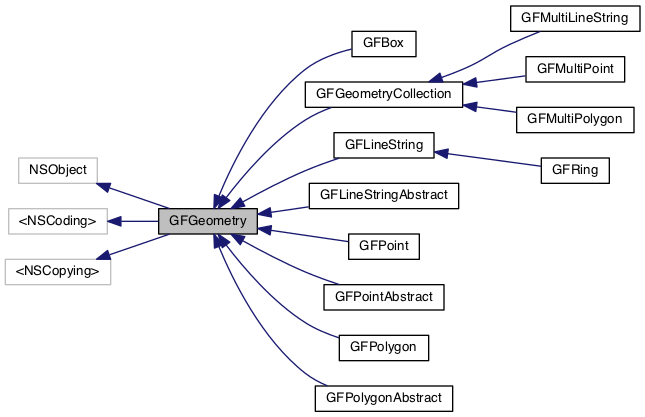 GFMultiLineString
GFBox
GFMultiPoint
GFGeometryCollection
GFMultiPolygon
GFLineString
NSObject
GFRing
GFLineStringAbstract
<NSCoding>
GFGeometry
GFPoint
<NSCopying>
GFPointAbstract
GFPolygon
GFPolygonAbstract